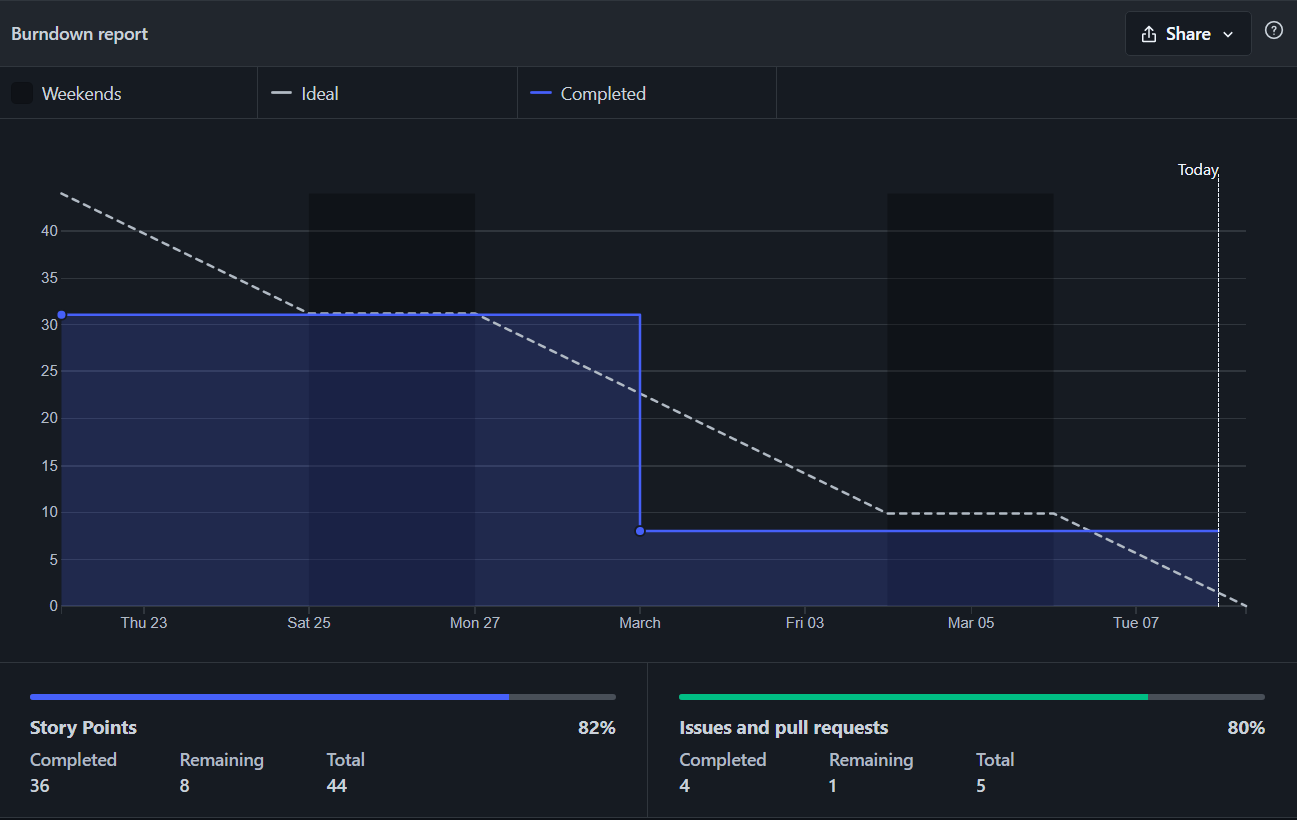 Burndown report
Share
Weekends
Ideal
Completed
Today
40
35
30
25
20
15
10
5
0
Thu 23 Sat 25 Mon 27 March Fri 03 Mar 05 Tue 07
Story Points 82%
Completed Remaining Total
36 8 44
Issues and pull requests 80%
Completed Remaining Total
4 1 5